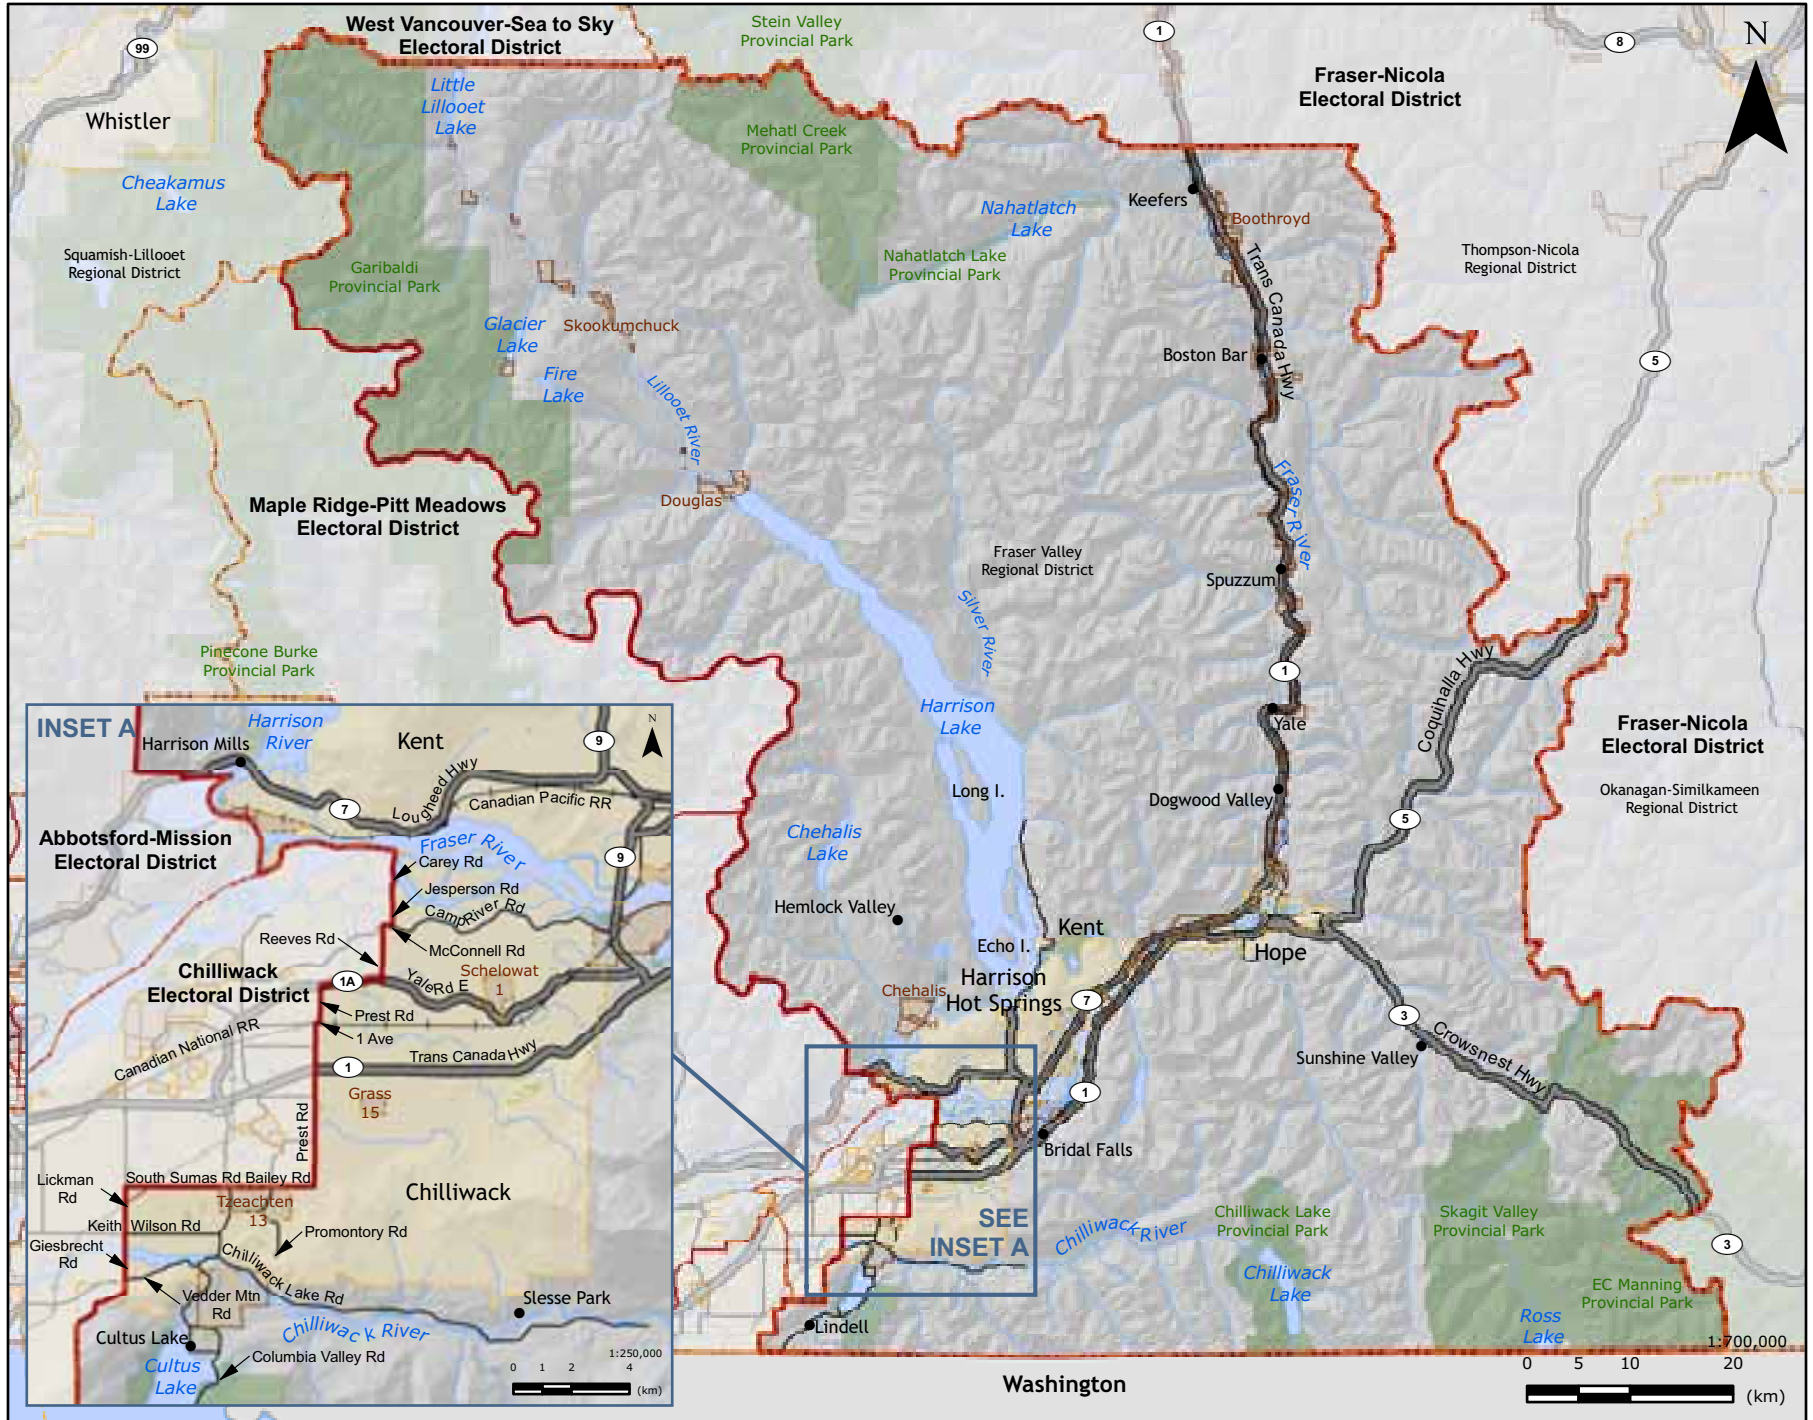 West Vancouver-Sea to Sky
Electoral District
Stein Valley
Provincial Park
99
1
8
N
Fraser-Nicola
Electoral District
Little
Lillooet
Lake
Whistler
Mehatl Creek
Provincial Park
Cheakamus
Lake
Keefers
Nahatlatch
Lake
Boothroyd
Squamish-Lillooet
Regional District
Garibaldi
Provincial Park
Nahatlatch Lake
Provincial Park
Trans Canada Hwy
Thompson-Nicola
Regional District
Glacier
Lake
Skookumchuck
Boston Bar
5
Fire
Lake
Lillooet River
Fraser River
Maple Ridge-Pitt Meadows
Electoral District
Douglas
Fraser Valley
Regional District
Spuzzum
Silver River
Pinecone Burke
Provincial Park
1
Coquihalla Hwy
Harrison
Lake
Yale
Fraser-Nicola
Electoral District
Long I.
Dogwood Valley
Okanagan-Similkameen
Regional District
5
Chehalis
Lake
Hemlock Valley
Kent
Echo I.
Hope
Harrison
Hot Springs
Chehalis
7
3
Crowsnest Hwy
Sunshine Valley
1
Bridal Falls
SEE
INSET A
Chilliwack River
Chilliwack Lake
Provincial Park
Skagit Valley
Provincial Park
3
Chilliwack
Lake
EC Manning
Provincial Park
Ross
Lake
Lindell
1:700,000
0 5 10 20
(km)
Washington
INSET A
Harrison
River
Harrison Mills
Kent
9
N
7
Lougheed Hwy
Canadian Pacific RR
Abbotsford-Mission
Electoral District
Fraser River
9
Carey Rd
Jesperson Rd
Camp River Rd
Reeves Rd
McConnell Rd
Chilliwack
Electoral District
1A
Yale Rd E
Schelowat
1
Prest Rd
1 Ave
Canadian National RR
Trans Canada Hwy
1
Grass
15
Prest Rd
Lickman
Rd
South Sumas Rd Bailey Rd
Chilliwack
Tzeachten
13
Keith Wilson Rd
Promontory Rd
Giesbrecht
Rd
Chilliwack Lake Rd
Vedder Mtn
Rd
Slesse Park
Cultus Lake
Chilliwack River
Columbia Valley Rd
Cultus
Lake
1:250,000
0 1 2 4
(km)